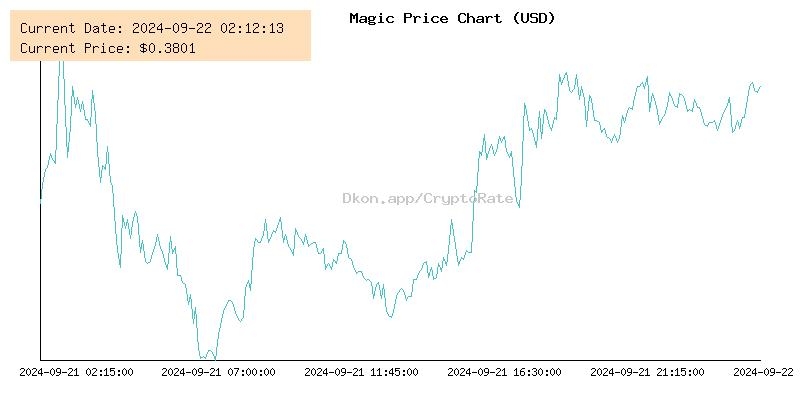 Magic Price Chart (USD)
Current Date: 2024-09-22 02:12:13
Current Price: $0.3801
Dkon.app/CryptoRate
2024-09-21 02:15:00 2024-09-21 07:00:00 2024-09-21 11:45:00 2024-09-21 16:30:00 2024-09-21 21:15:00 2024-09-22